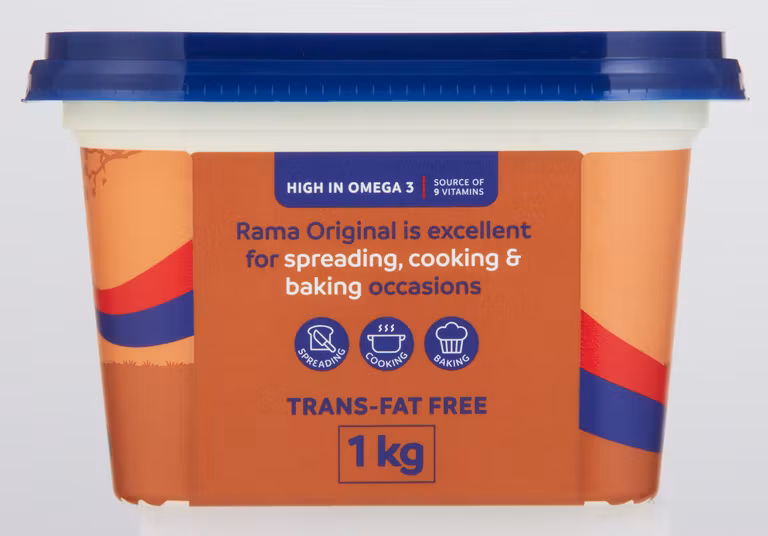 HIGH IN OMEGA 3
SOURCE OF
9 VITAMINS
Rama Original is excellent
for spreading, cooking &
baking occasions
SPREADING
COOKING
BAKING
TRANS-FAT FREE
1 kg